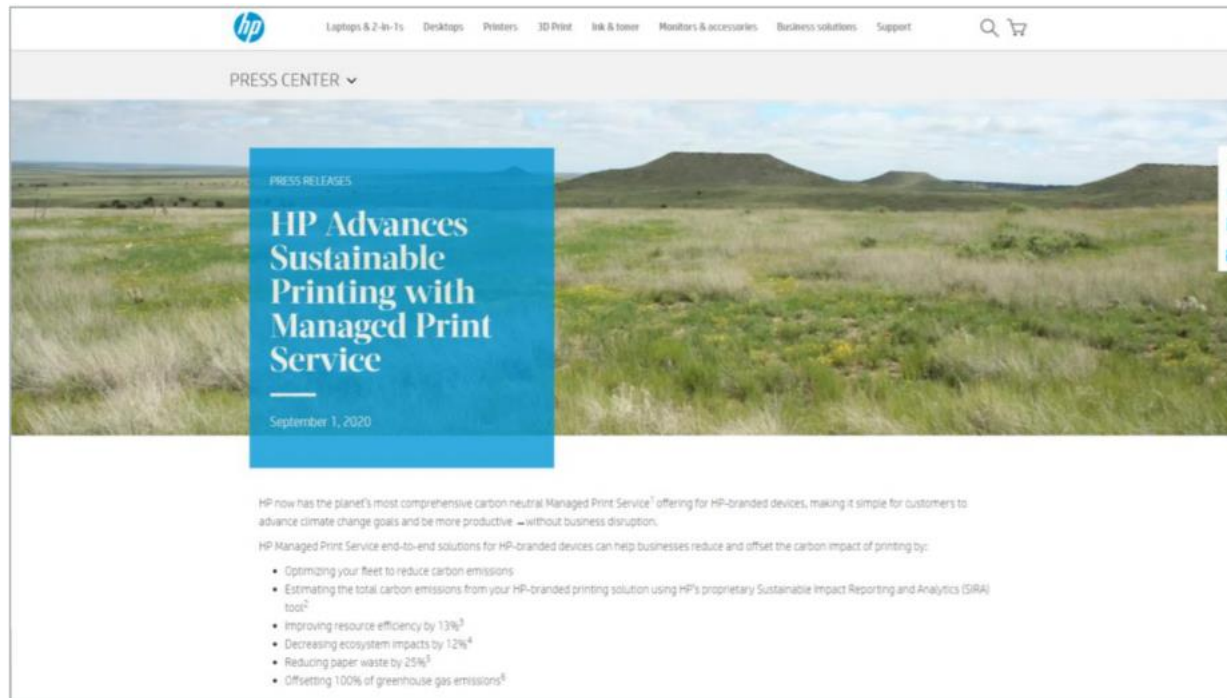 hp
Laptops & 2-in-1s Desktops Printers 3D Print Ink & toner Monitors & accessories Business solutions Support
PRESS CENTER
PRESS RELEASES
HP Advances
Sustainable
Printing with
Managed Print
Service
September 1, 2020
HP now has the planet's most comprehensive carbon neutral Managed Print Service¹ offering for HP-branded devices, making it simple for customers to
advance climate change goals and be more productive –without business disruption.
HP Managed Print Service end-to-end solutions for HP-branded devices can help businesses reduce and offset the carbon impact of printing by:
• Optimizing your fleet to reduce carbon emissions
• Estimating the total carbon emissions from your HP-branded printing solution using HP's proprietary Sustainable Impact Reporting and Analytics (SIRA)
tool²
• Improving resource efficiency by 13%³
• Decreasing ecosystem impacts by 12%⁴
• Reducing paper waste by 25%⁵
• Offsetting 100% of greenhouse gas emissions⁶